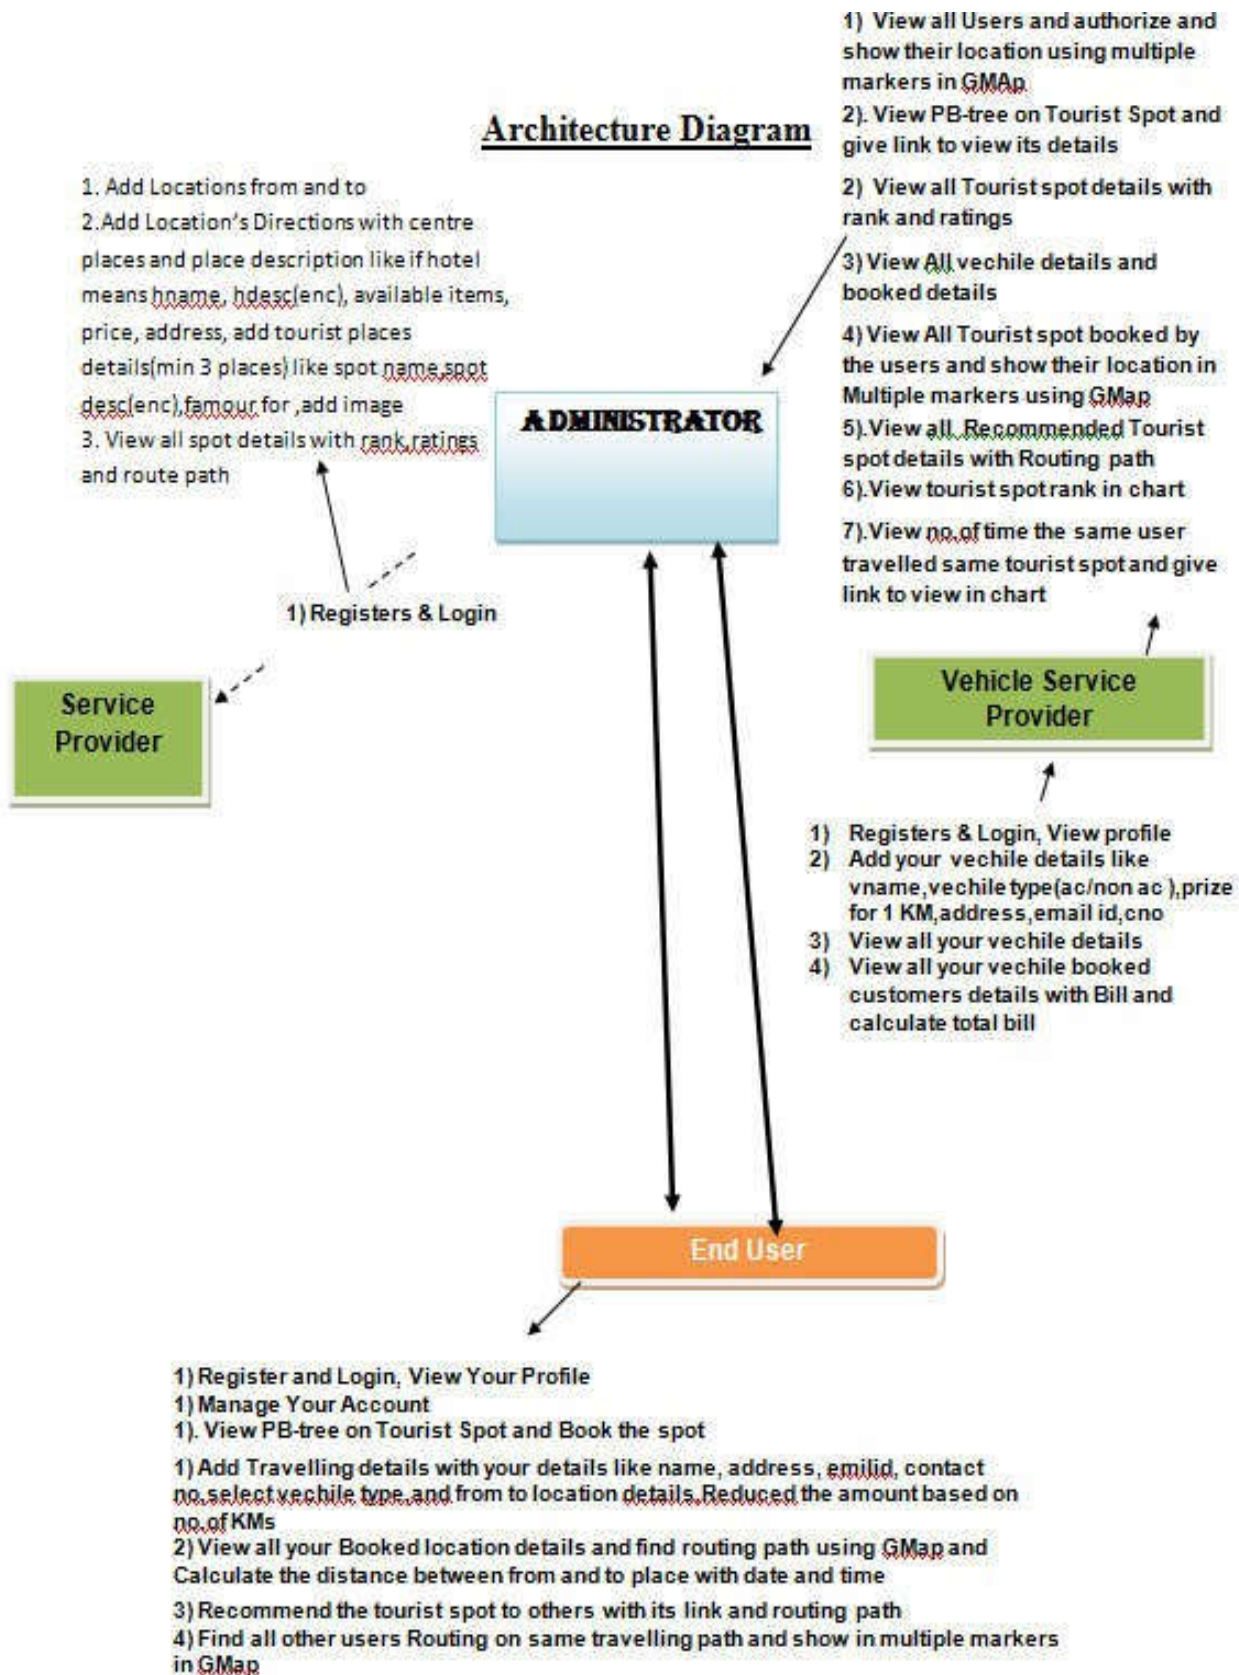 Architecture Diagram
1. Add Locations from and to
2.Add Location's Directions with centre
places and place description like if hotel
means hname, hdesc(enc), available items,
price, address, add tourist places
details(min 3 places) like spot name,spot
desc(enc),famour for ,add image
3. View all spot details with rank,ratings
and route path
1) View all Users and authorize and
show their location using multiple
markers in GMAp
2). View PB-tree on Tourist Spot and
give link to view its details
2) View all Tourist spot details with
rank and ratings
3) View All vechile details and
booked details
4) View All Tourist spot booked by
the users and show their location in
Multiple markers using GMap
5).View all Recommended Tourist
spot details with Routing path
6).View tourist spot rank in chart
7).View no.of time the same user
travelled same tourist spot and give
link to view in chart
ADMINISTRATOR
1) Registers & Login
Service
Provider
Vehicle Service
Provider
1) Registers & Login, View profile
2) Add your vechile details like
vname,vechile type(ac/non ac ),prize
for 1 KM,address,email id,cno
3) View all your vechile details
4) View all your vechile booked
customers details with Bill and
calculate total bill
End User
1) Register and Login, View Your Profile
1) Manage Your Account
1). View PB-tree on Tourist Spot and Book the spot
1) Add Travelling details with your details like name, address, emilid, contact
no,select vechile type,and from to location details,Reduced the amount based on
no.of KMs
2) View all your Booked location details and find routing path using GMap and
Calculate the distance between from and to place with date and time
3) Recommend the tourist spot to others with its link and routing path
4) Find all other users Routing on same travelling path and show in multiple markers
in GMap